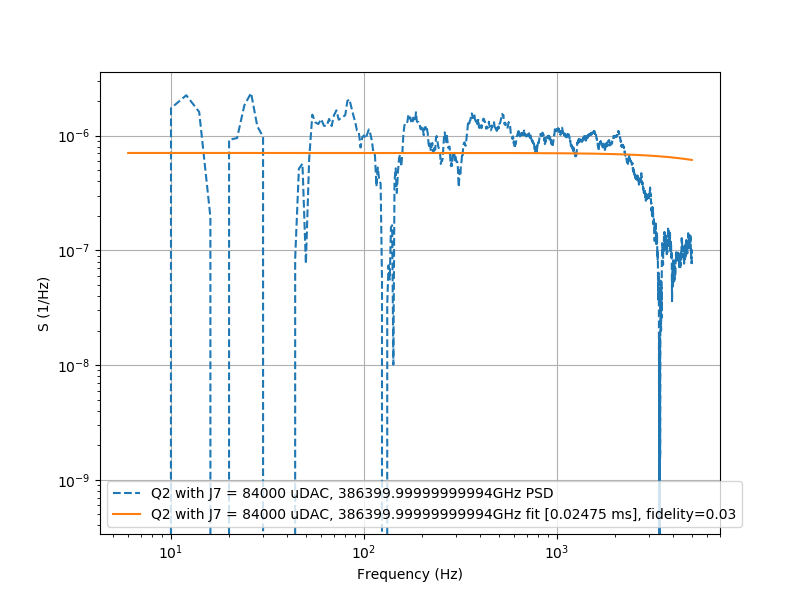 S (1/Hz)
10⁻⁶
10⁻⁷
10⁻⁸
10⁻⁹
Q2 with J7 = 84000 uDAC, 386399.99999999994GHz PSD
Q2 with J7 = 84000 uDAC, 386399.99999999994GHz fit [0.02475 ms], fidelity=0.03
10¹ 10² 10³
Frequency (Hz)